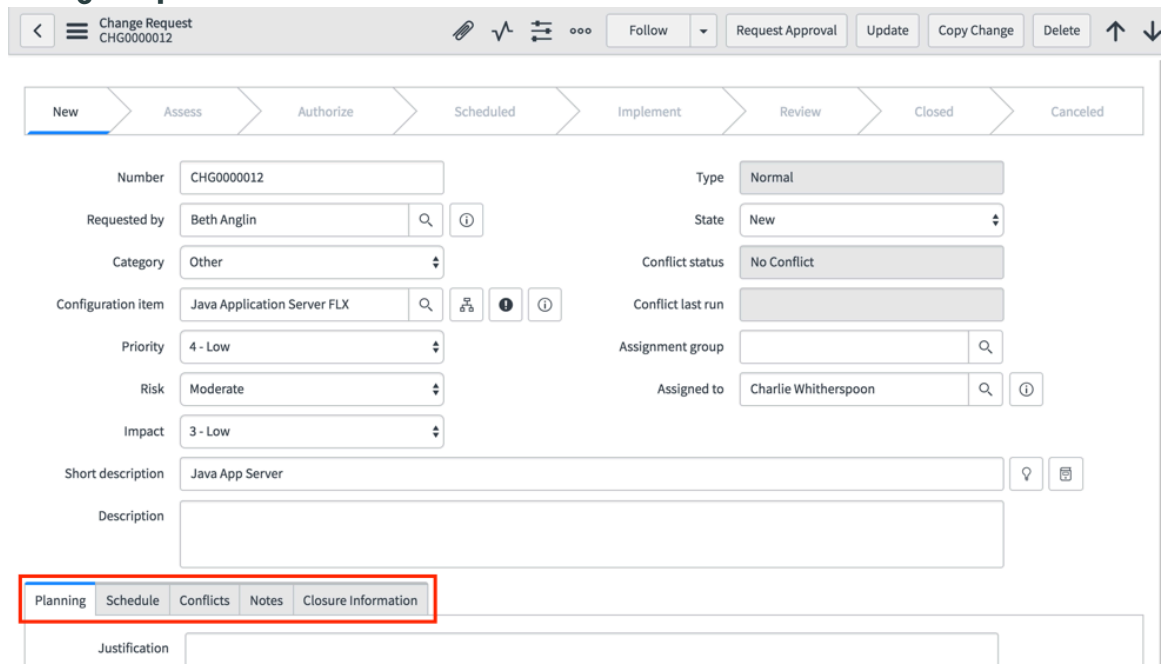 Change Request
CHG0000012
Follow
Request Approval
Update
Copy Change
Delete
New
Assess
Authorize
Scheduled
Implement
Review
Closed
Canceled
Number CHG0000012
Type Normal
Requested by Beth Anglin
State New
Category Other
Conflict status No Conflict
Configuration item Java Application Server FLX
Conflict last run
Priority 4 - Low
Assignment group
Risk Moderate
Assigned to Charlie Whitherspoon
Impact 3 - Low
Short description Java App Server
Description
Planning
Schedule
Conflicts
Notes
Closure Information
Justification